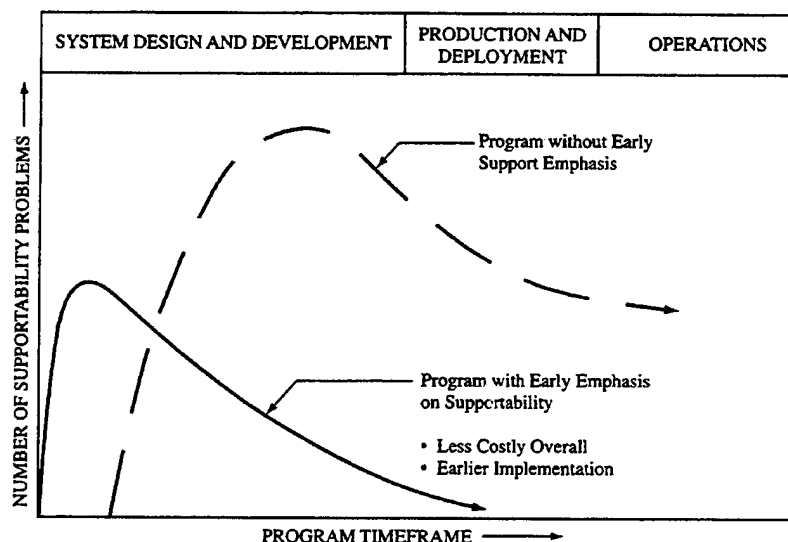 SYSTEM DESIGN AND DEVELOPMENT
PRODUCTION AND
DEPLOYMENT
OPERATIONS
NUMBER OF SUPPORTABILITY PROBLEMS
Program without Early
Support Emphasis
Program with Early Emphasis
on Supportability
• Less Costly Overall
• Earlier Implementation
PROGRAM TIMEFRAME